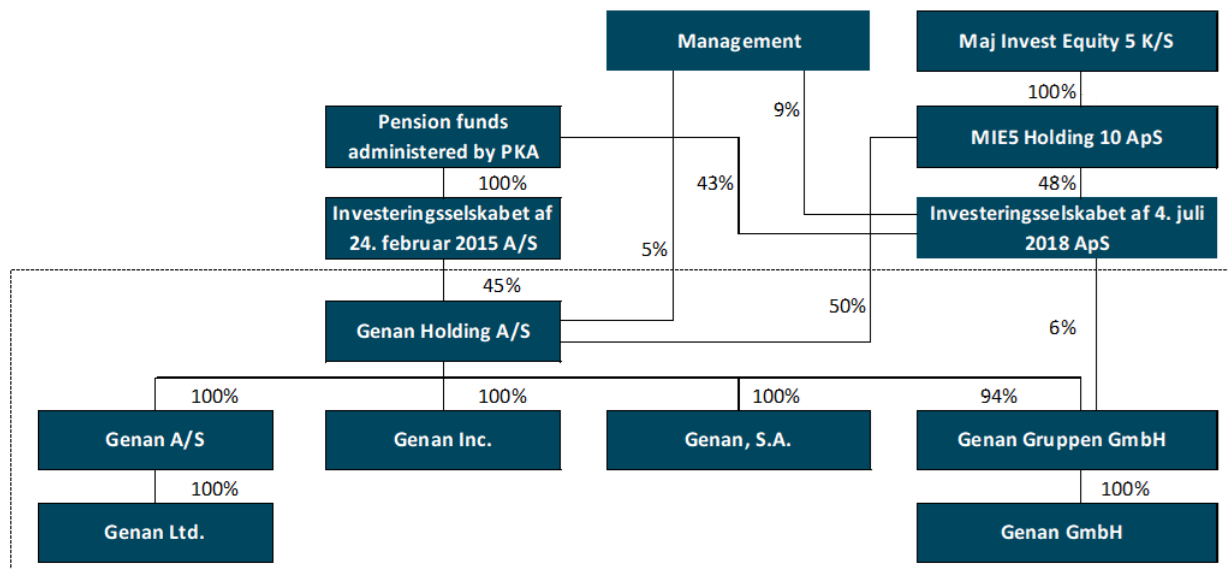 Management
Maj Invest Equity 5 K/S
100%
9%
Pension funds
administered by PKA
MIE5 Holding 10 ApS
100%
43%
48%
Investeringsselskabet af
24. februar 2015 A/S
Investeringsselskabet af 4. juli
2018 ApS
5%
45%
50%
6%
Genan Holding A/S
100%
100%
100%
94%
Genan A/S
Genan Inc.
Genan, S.A.
Genan Gruppen GmbH
100%
100%
Genan Ltd.
Genan GmbH